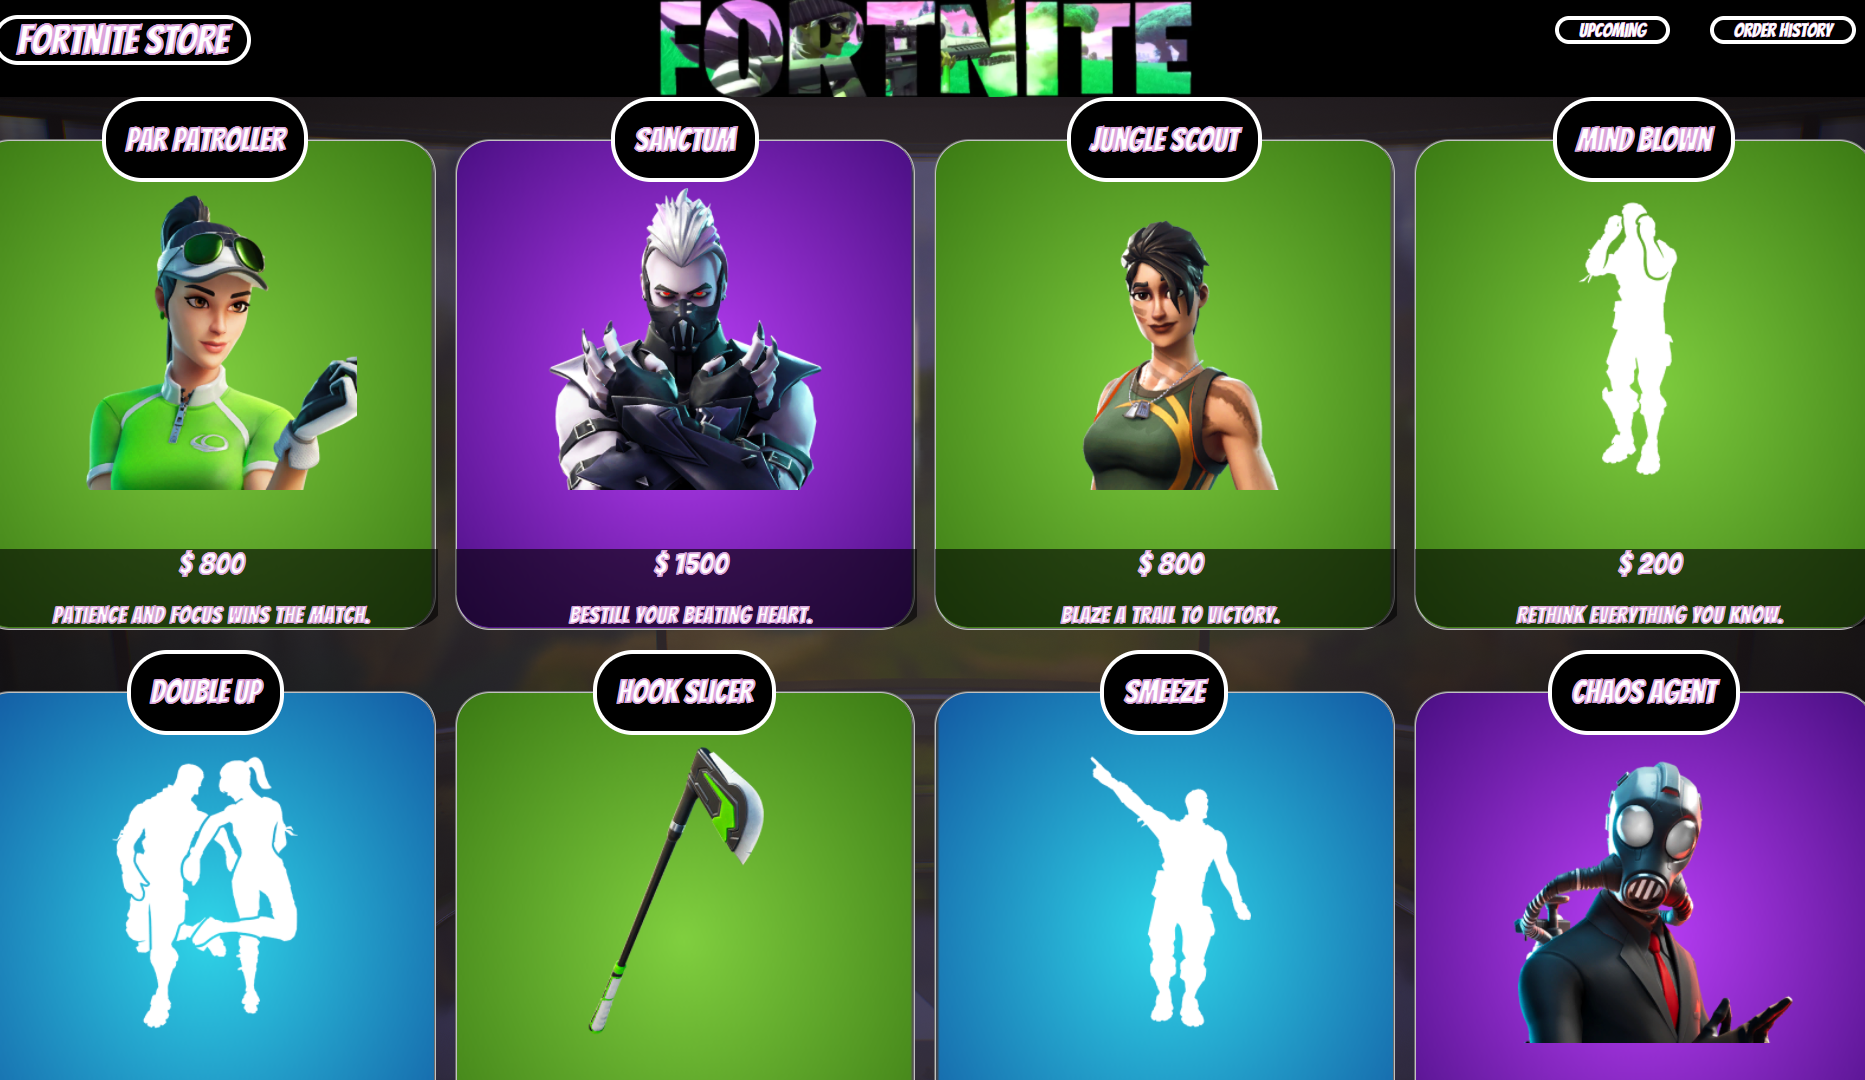 FORTNITE STORE
FORTNITE
UPCOMING
ORDER HISTORY
PAR PATROLLER
SANCTUM
JUNGLE SCOUT
MIND BLOWN
$ 800
$ 1500
$ 800
$ 200
PATIENCE AND FOCUS WINS THE MATCH.
BESTILL YOUR BEATING HEART.
BLAZE A TRAIL TO VICTORY.
RETHINK EVERYTHING YOU KNOW.
DOUBLE UP
HOOK SLICER
SMEEZE
CHAOS AGENT